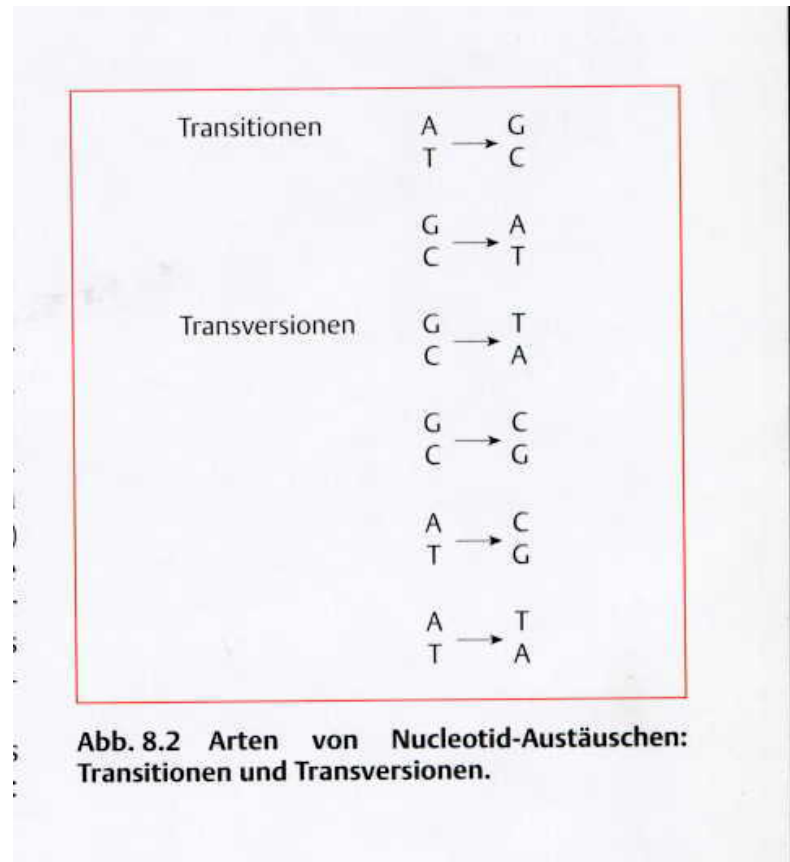 Transitionen A G
T → C
G A
C → T
Transversionen G T
C → A
G C
C → G
A C
T → G
A T
T → A
Abb. 8.2 Arten von Nucleotid-Austäuschen:
Transitionen und Transversionen.